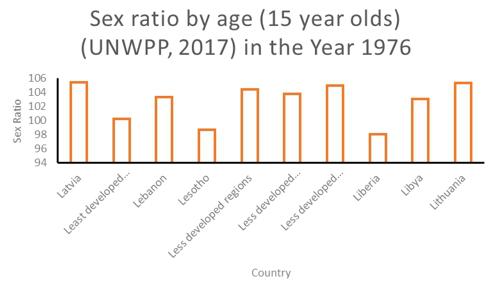 Sex ratio by age (15 year olds)
(UNWPP, 2017) in the Year 1976
106
104
102
100
98
96
94
Sex Ratio
Latvia
Least developed...
Lebanon
Lesotho
Less developed regions
Less developed...
Less developed...
Liberia
Libya
Lithuania
Country